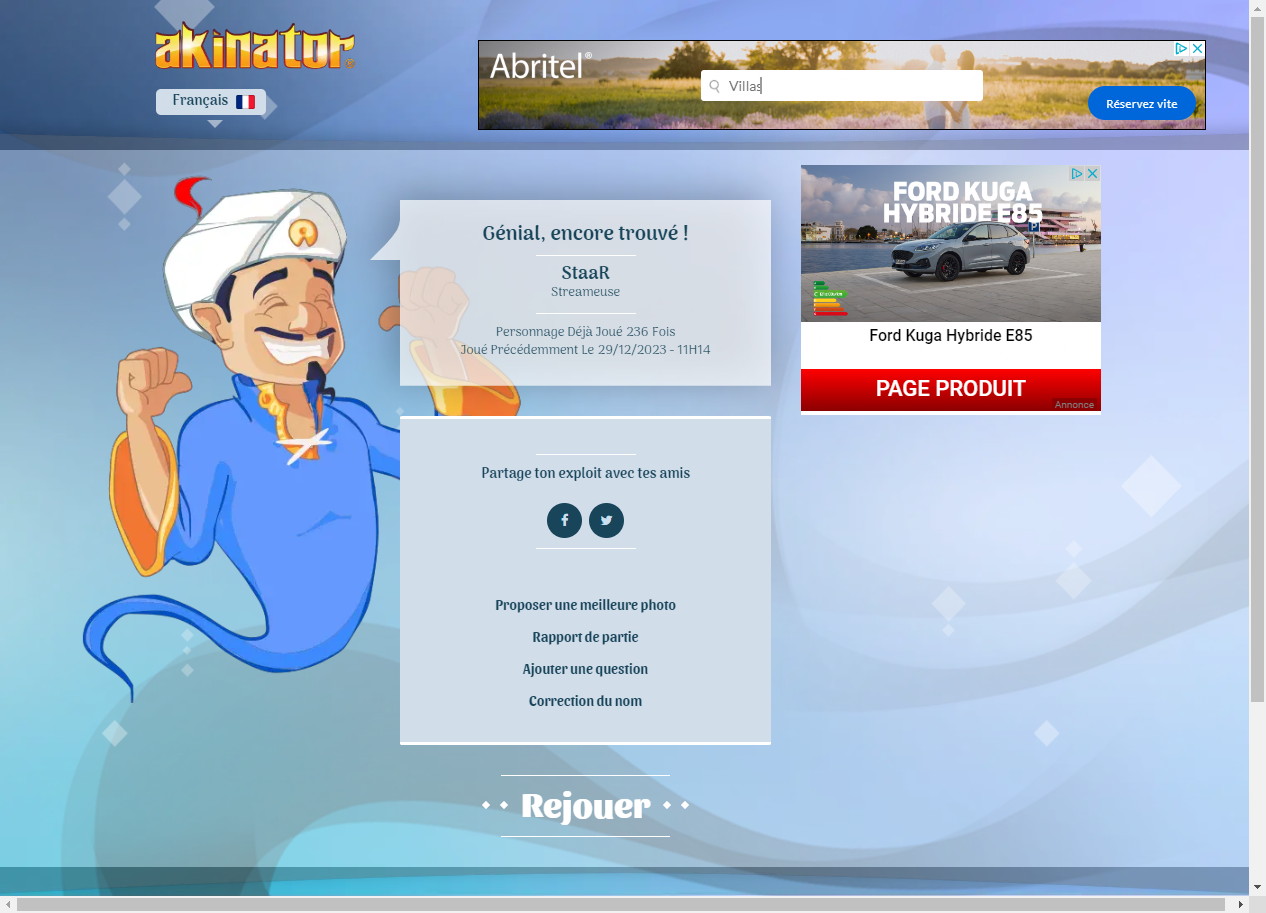 akinator
Français
Abritel®
Villas
Réservez vite
Génial, encore trouvé !
StaaR
Streameuse
Personnage Déjà Joué 236 Fois
Joué Précédemment Le 29/12/2023 - 11H14
FORD KUGA
HYBRIDE E85
Ford Kuga Hybride E85
PAGE PRODUIT
Annonce
Partage ton exploit avec tes amis
Proposer une meilleure photo
Rapport de partie
Ajouter une question
Correction du nom
Rejouer